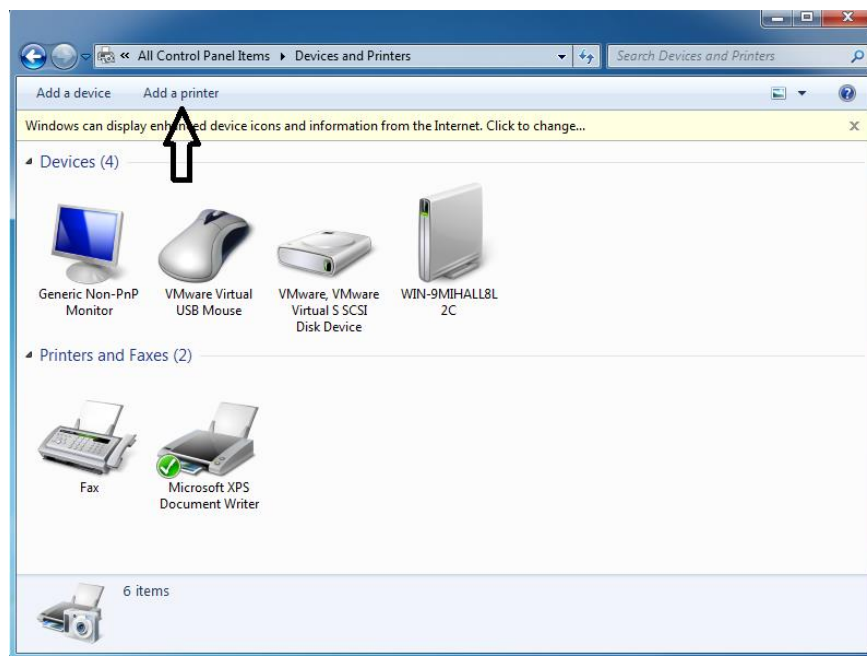 « All Control Panel Items ▸ Devices and Printers
Search Devices and Printers
Add a device Add a printer
Windows can display enhanced device icons and information from the Internet. Click to change...
Devices (4)
Generic Non-PnP
Monitor
VMware Virtual
USB Mouse
VMware, VMware
Virtual S SCSI
Disk Device
WIN-9MIHALL8L
2C
Printers and Faxes (2)
Fax
Microsoft XPS
Document Writer
6 items